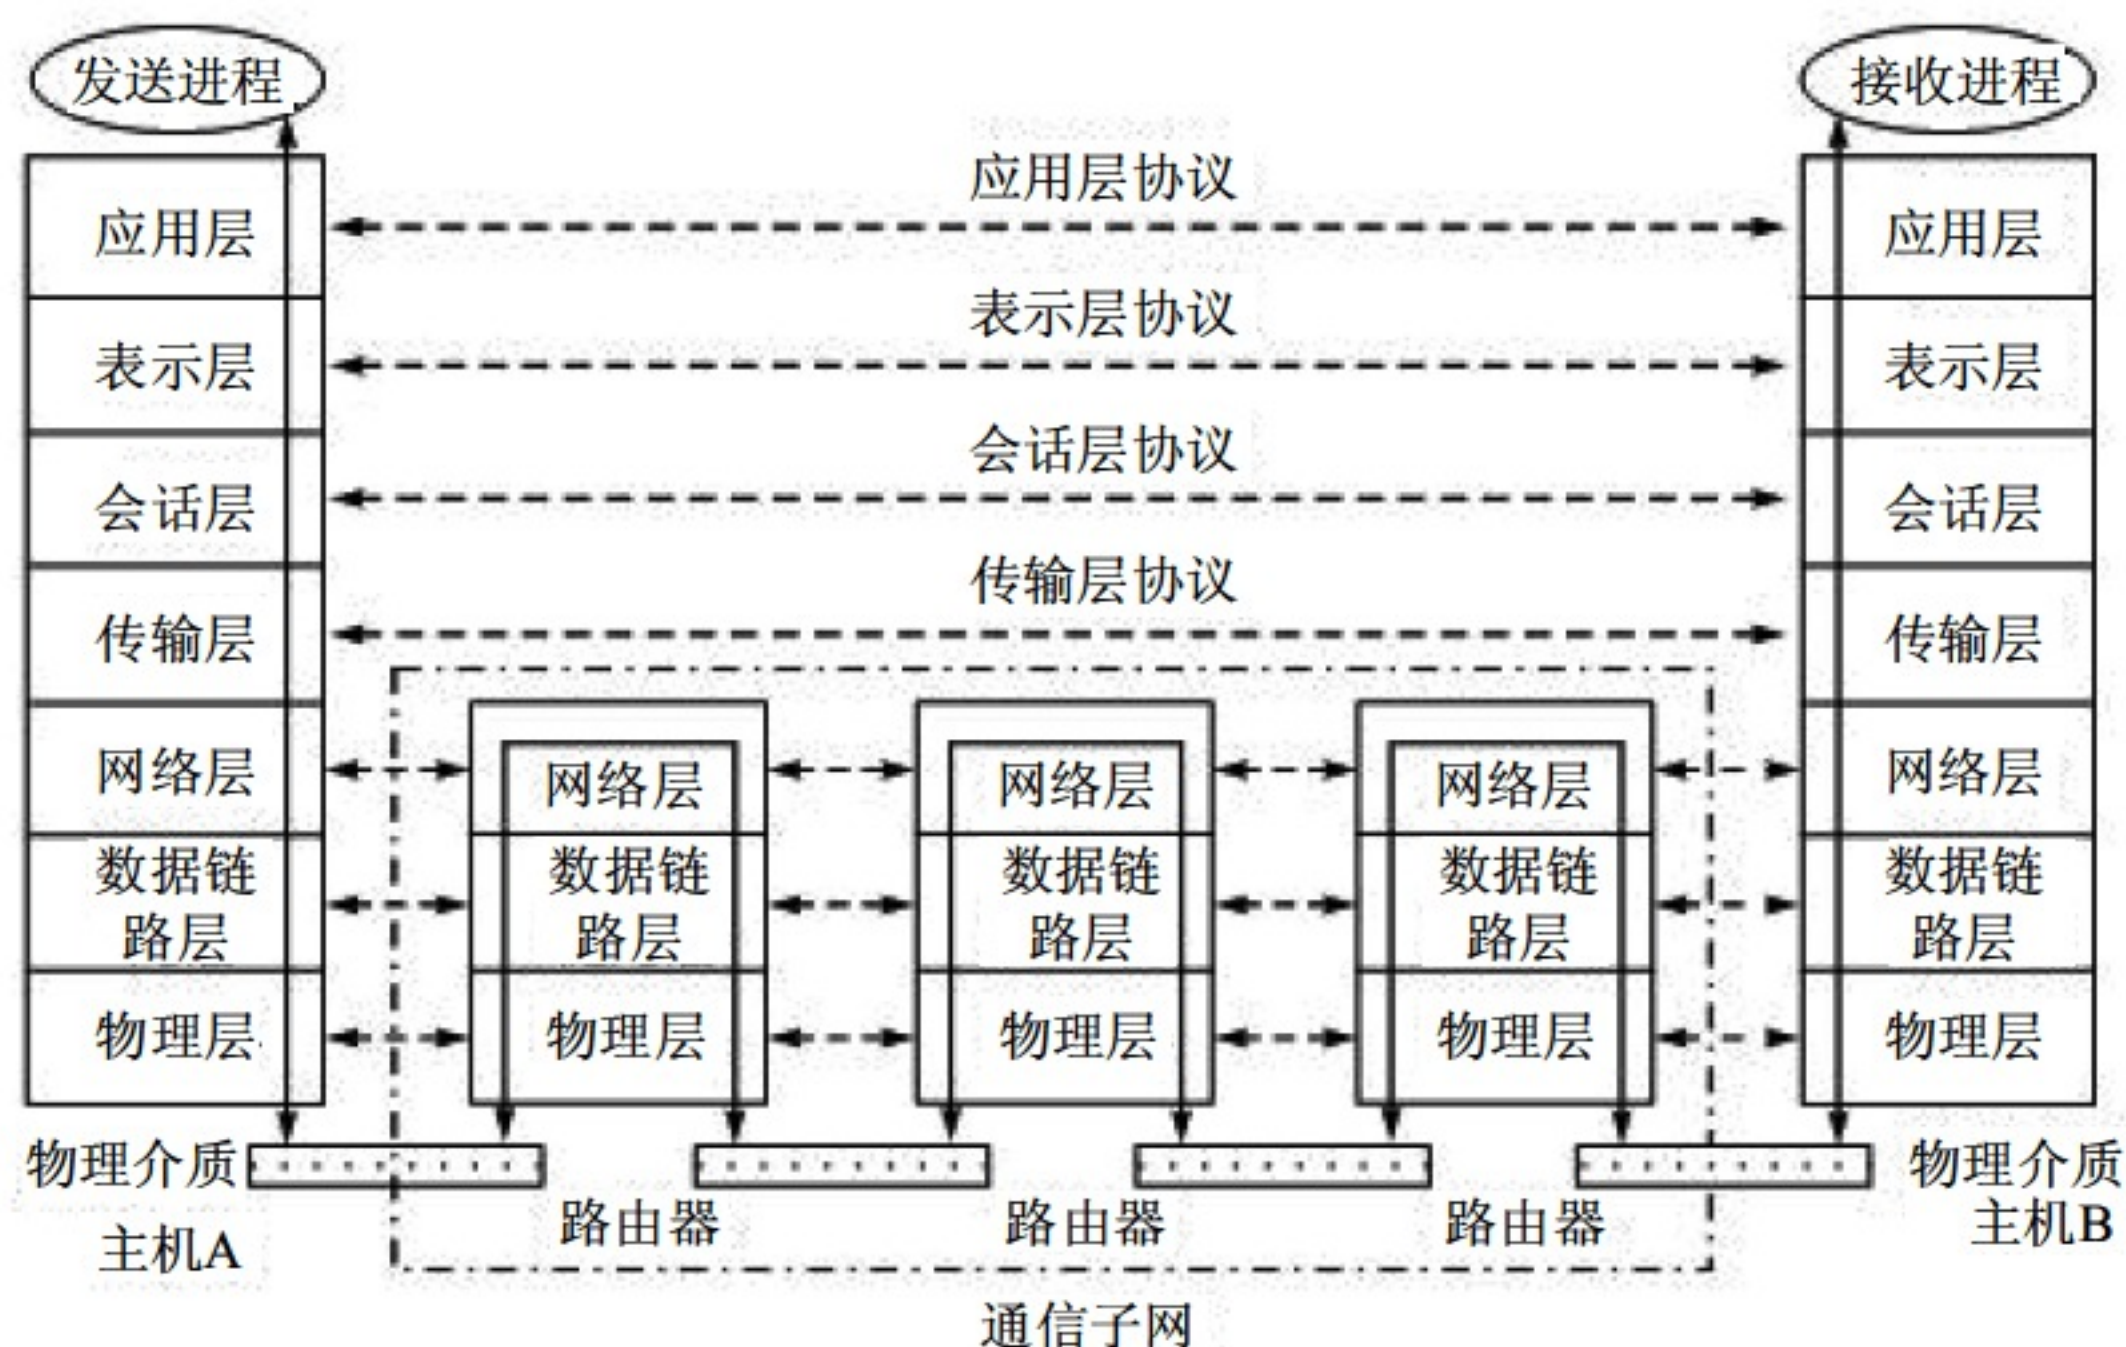 发送进程
接收进程
应用层协议
应用层
应用层
表示层协议
表示层
表示层
会话层协议
会话层
会话层
传输层协议
传输层
传输层
网络层
网络层
网络层
网络层
网络层
数据链
路层
数据链
路层
数据链
路层
数据链
路层
数据链
路层
物理层
物理层
物理层
物理层
物理层
物理介质
物理介质
主机A
路由器
路由器
路由器
主机B
通信子网